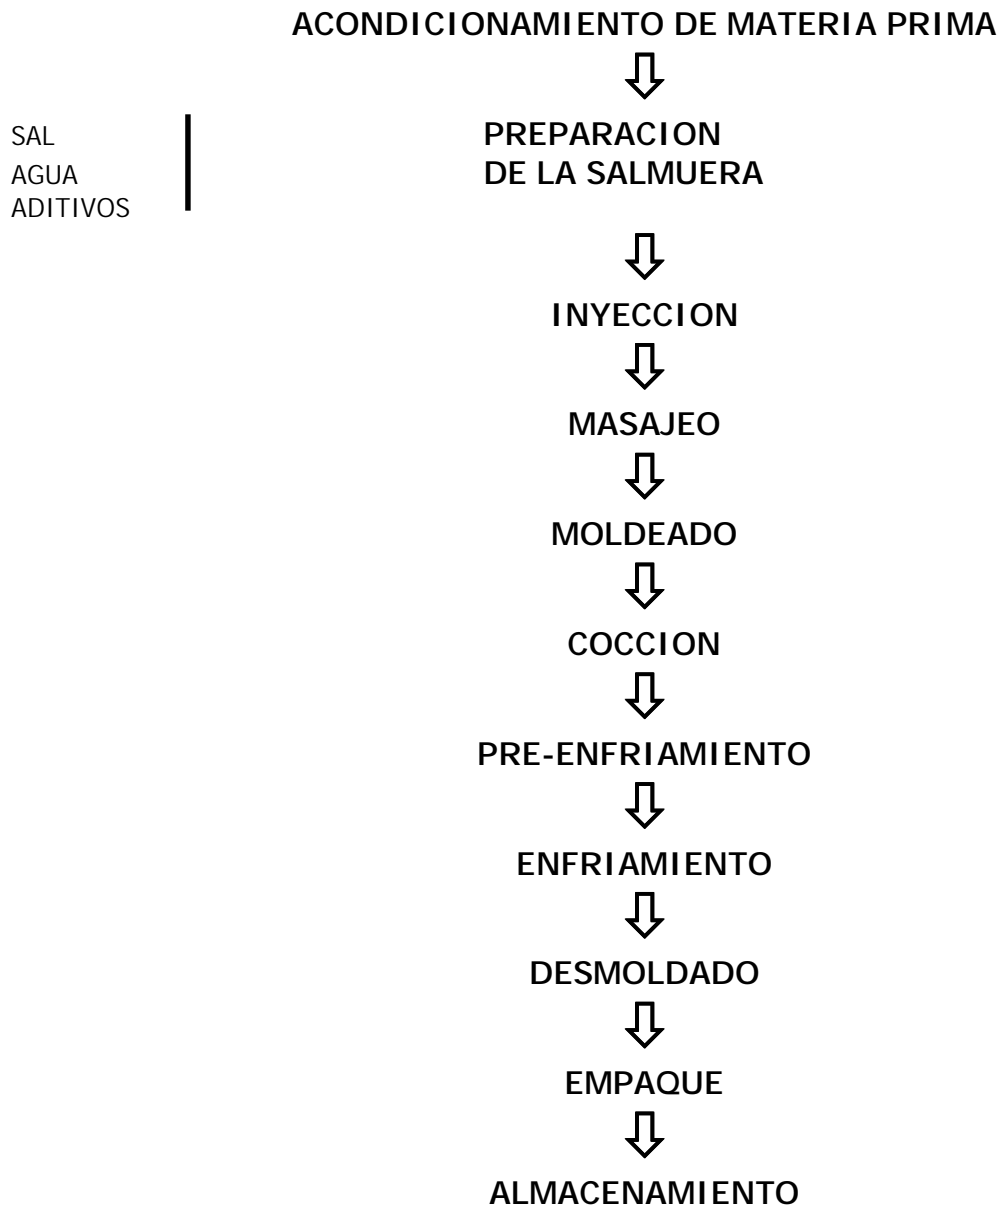 ACONDICIONAMIENTO DE MATERIA PRIMA
SAL
AGUA
ADITIVOS
PREPARACION
DE LA SALMUERA
INYECCION
MASAJEO
MOLDEADO
COCCION
PRE-ENFRIAMIENTO
ENFRIAMIENTO
DESMOLDADO
EMPAQUE
ALMACENAMIENTO